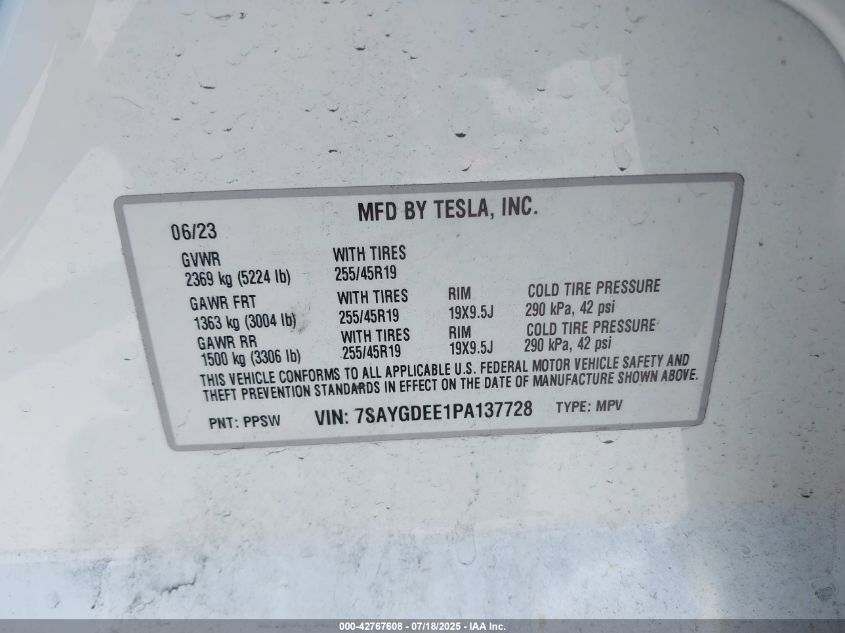 MFD BY TESLA, INC.
06/23
GVWR WITH TIRES
2369 kg (5224 lb) 255/45R19
GAWR FRT WITH TIRES RIM COLD TIRE PRESSURE
1363 kg (3004 lb) 255/45R19 19X9.5J 290 kPa, 42 psi
GAWR RR WITH TIRES RIM COLD TIRE PRESSURE
1500 kg (3306 lb) 255/45R19 19X9.5J 290 kPa, 42 psi
THIS VEHICLE CONFORMS TO ALL APPLICABLE U.S. FEDERAL MOTOR VEHICLE SAFETY AND
THEFT PREVENTION STANDARDS IN EFFECT ON THE DATE OF MANUFACTURE SHOWN ABOVE.
PNT: PPSW VIN: 7SAYGDEE1PA137728 TYPE: MPV
000-42767608 - 07/18/2025 - IAA Inc.